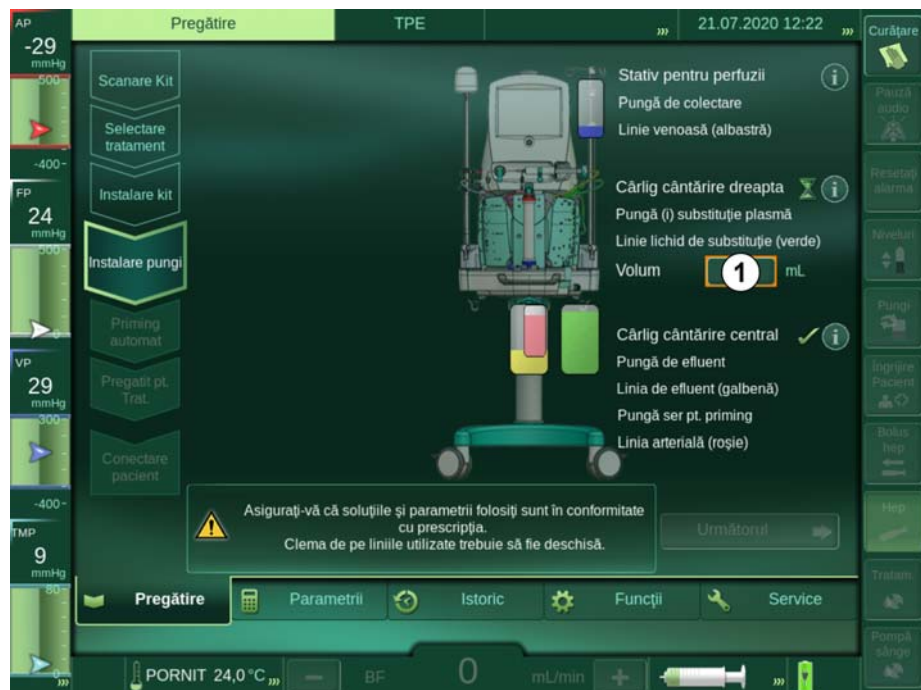 Pregătire
TPE
21.07.2020 12:22
AP
-29
mmHg
500
-400
FP
24
mmHg
500
0
VP
29
mmHg
300
-400
TMP
9
mmHg
80
0
Scanare Kit
Selectare
tratament
Instalare kit
Instalare pungi
Priming
automat
Pregatit pt.
Trat.
Conectare
pacient
Stativ pentru perfuzii
Pungă de colectare
Linie venoasă (albastră)
Cârlig cântărire dreapta
Pungă (i) substituție plasmă
Linie lichid de substituție (verde)
Volum 1 mL
Cârlig cântărire central
Pungă de efluent
Linia de efluent (galbenă)
Pungă ser pt. priming
Linia arterială (roșie)
Asigurați-vă că soluțiile și parametrii folosiți sunt în conformitate
cu prescripția.
Clema de pe liniile utilizate trebuie să fie deschisă.
Următorul
Pregătire
Parametrii
Istoric
Funcții
Service
PORNIT 24,0 °C
BF
0
mL/min
Curățare
Pauză
audio
Resetați
alarma
Niveluri
Pungi
Îngrijire
Pacient
Bolus
hep
Hep
Tratam.
Pompă
sânge